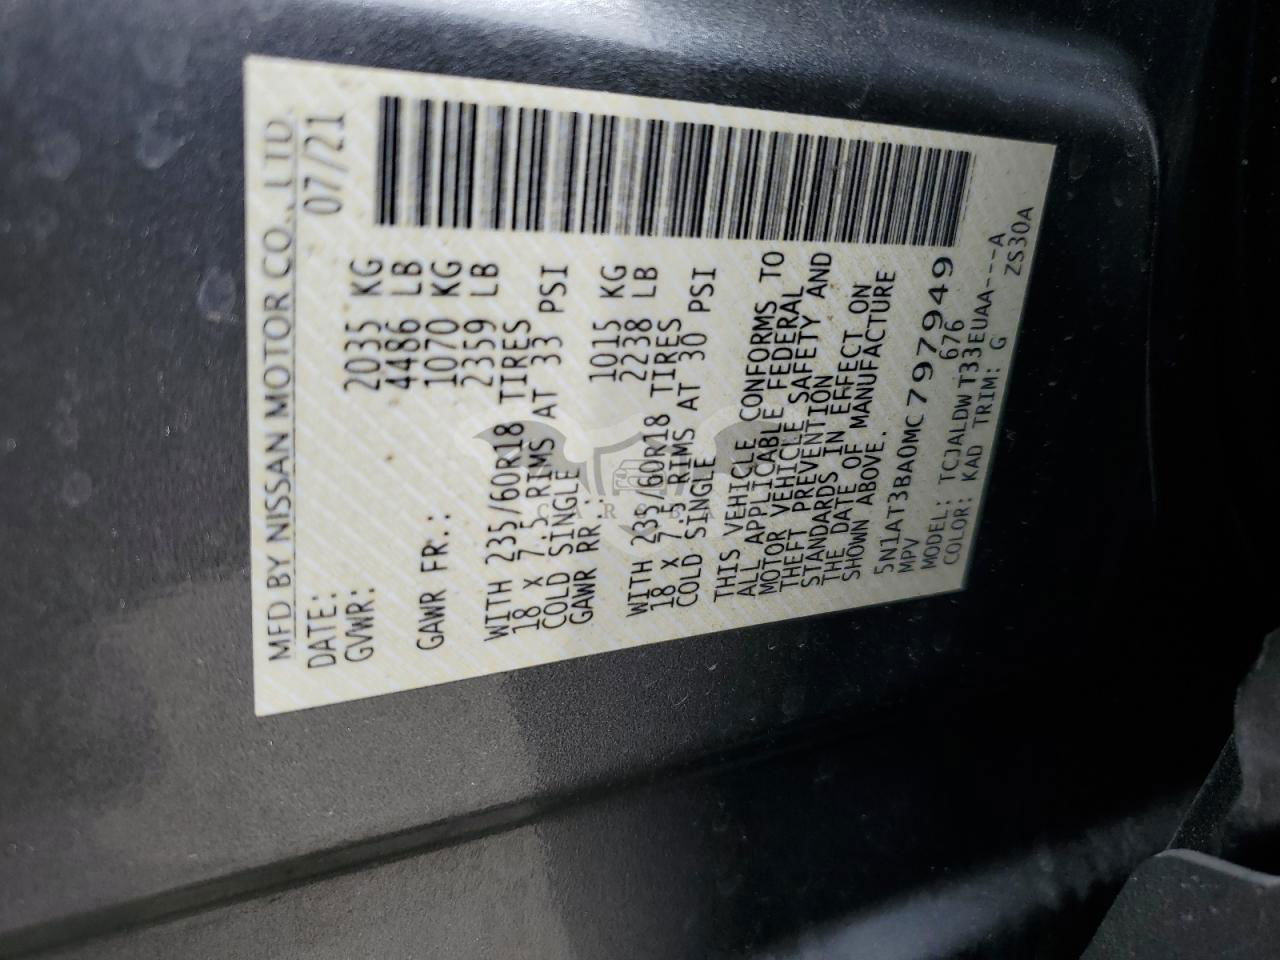 MFD BY NISSAN MOTOR CO., LTD.
DATE: 07/21
GVWR: 2035 KG
4486 LB
GAWR FR.: 1070 KG
2359 LB
WITH 235/60R18 TIRES
18 X 7.5 RIMS AT 33 PSI
COLD SINGLE
GAWR RR.: 1015 KG
2238 LB
WITH 235/60R18 TIRES
18 X 7.5 RIMS AT 30 PSI
COLD SINGLE
THIS VEHICLE CONFORMS TO
ALL APPLICABLE FEDERAL
MOTOR VEHICLE SAFETY AND
THEFT PREVENTION
STANDARDS IN EFFECT ON
THE DATE OF MANUFACTURE
SHOWN ABOVE.
5N1AT3BA0MC797949
MPV 676
MODEL: TCJALDWT33EUAA---A
COLOR: KAD TRIM: G ZS30A